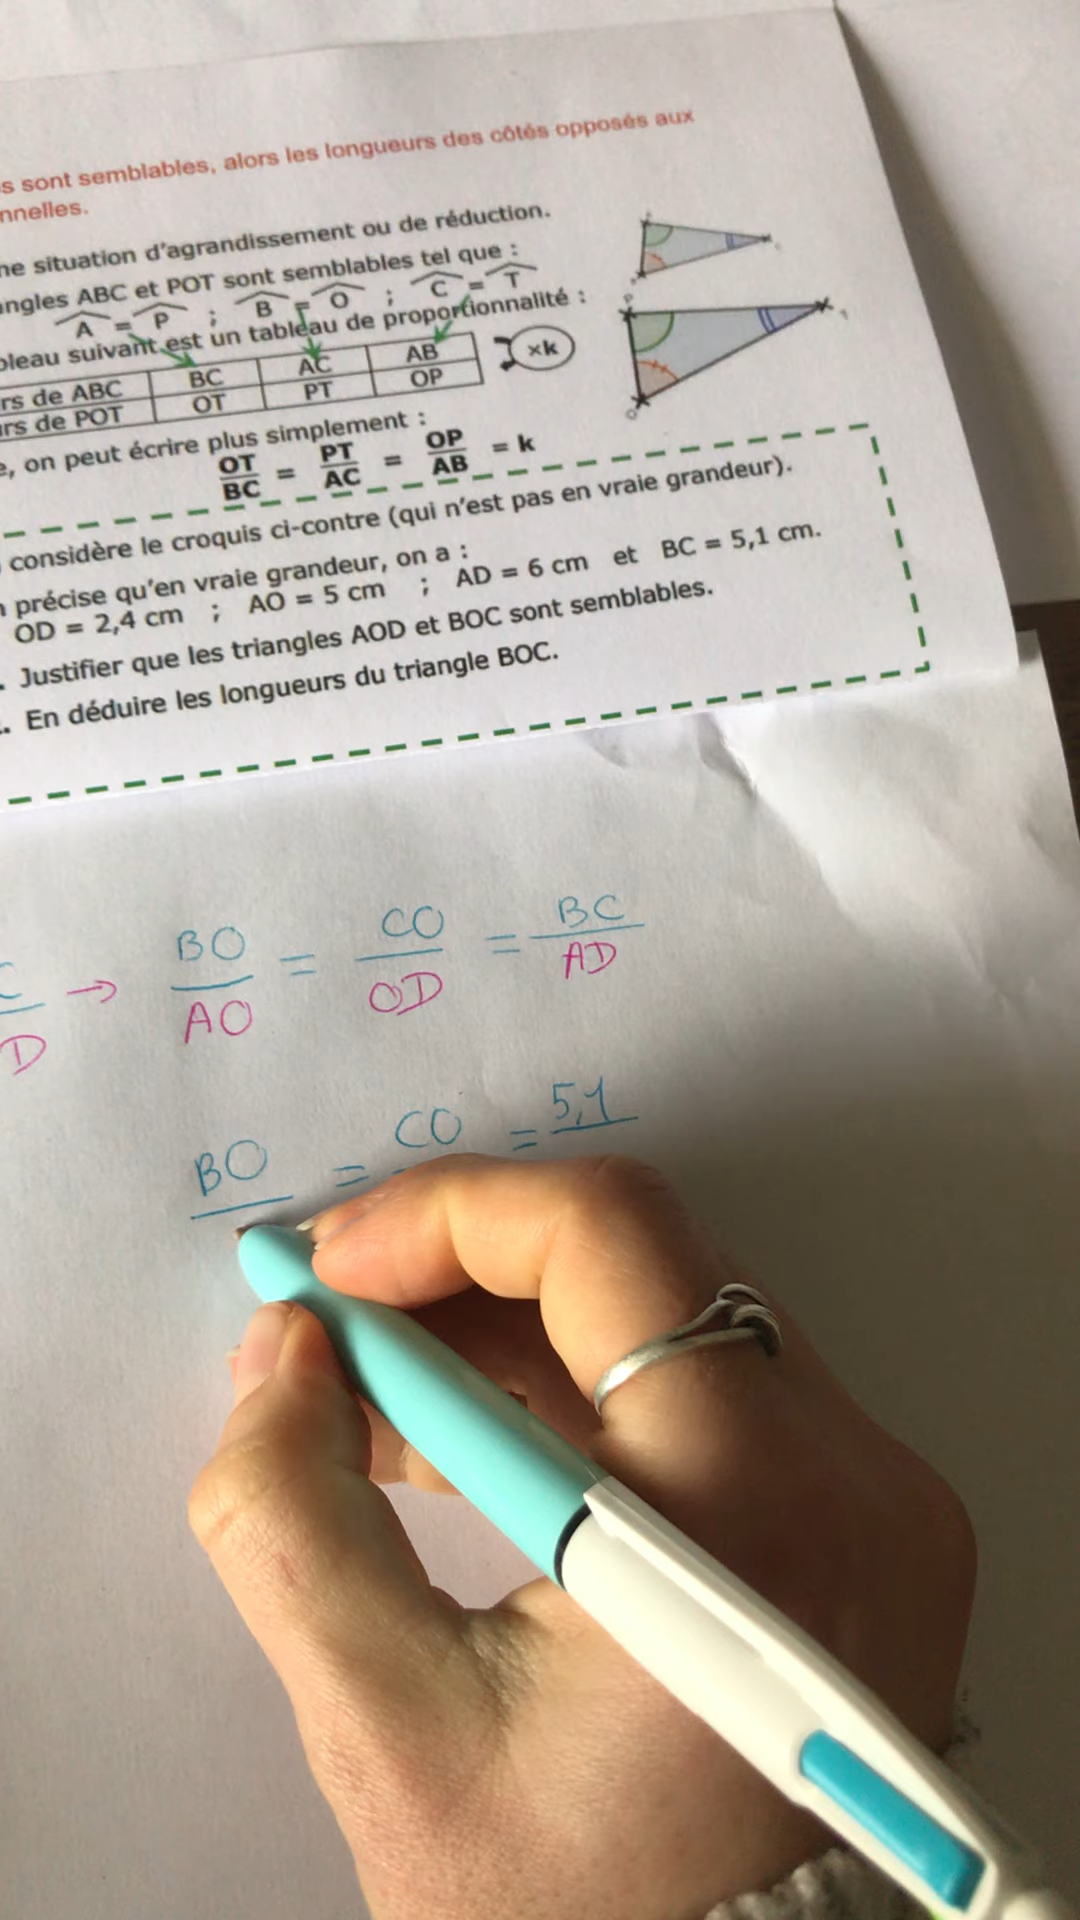 s sont semblables, alors les longueurs des côtés opposés aux
nnelles.
ne situation d'agrandissement ou de réduction.
ngles ABC et POT sont semblables tel que :
A = P ; B = O ; C = T
bleau suivant est un tableau de proportionnalité :
rs de ABC BC AC AB
urs de POT OT PT OP
×k
e, on peut écrire plus simplement :
OT/BC = PT/AC = OP/AB = k
considère le croquis ci-contre (qui n'est pas en vraie grandeur).
n précise qu'en vraie grandeur, on a :
OD = 2,4 cm ; AO = 5 cm ; AD = 6 cm et BC = 5,1 cm.
. Justifier que les triangles AOD et BOC sont semblables.
. En déduire les longueurs du triangle BOC.
C/D → BO/AO = CO/OD = BC/AD
BO = CO = 5,1